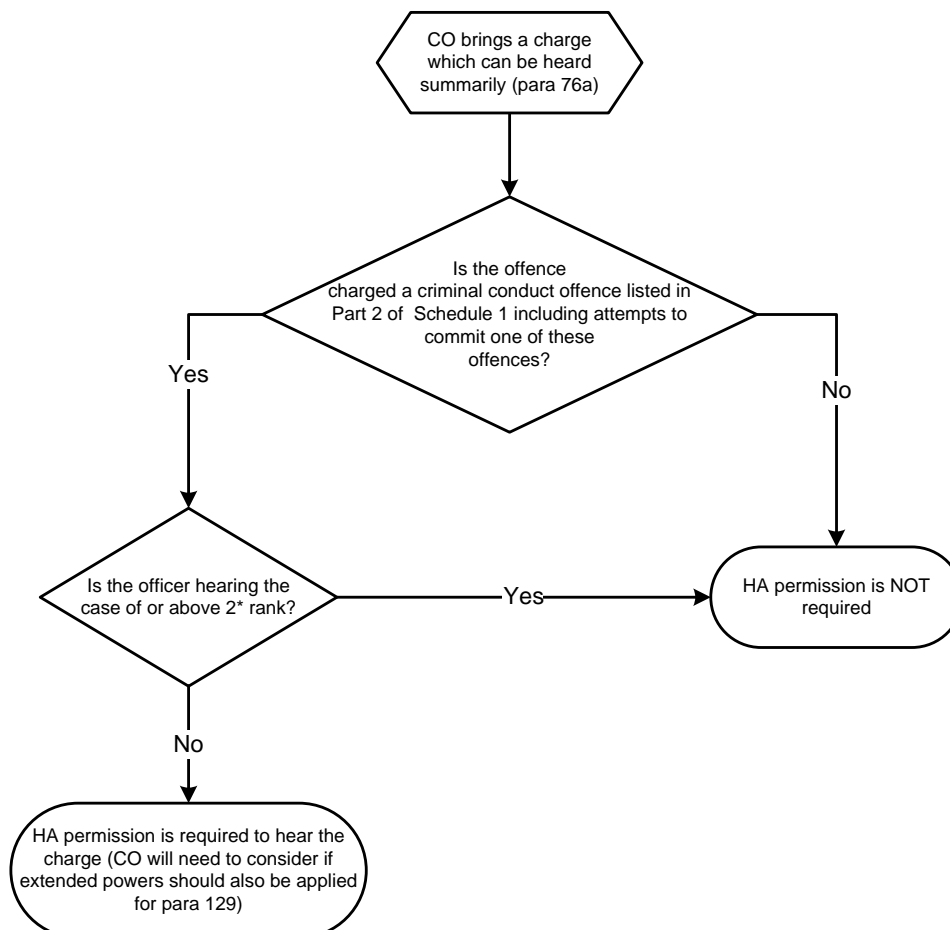 CO brings a charge
which can be heard
summarily (para 76a)
Is the offence
charged a criminal conduct offence listed in
Part 2 of Schedule 1 including attempts to
commit one of these
offences?
Yes
No
Is the officer hearing the
case of or above 2* rank?
Yes
HA permission is NOT
required
No
HA permission is required to hear the
charge (CO will need to consider if
extended powers should also be applied
for para 129)